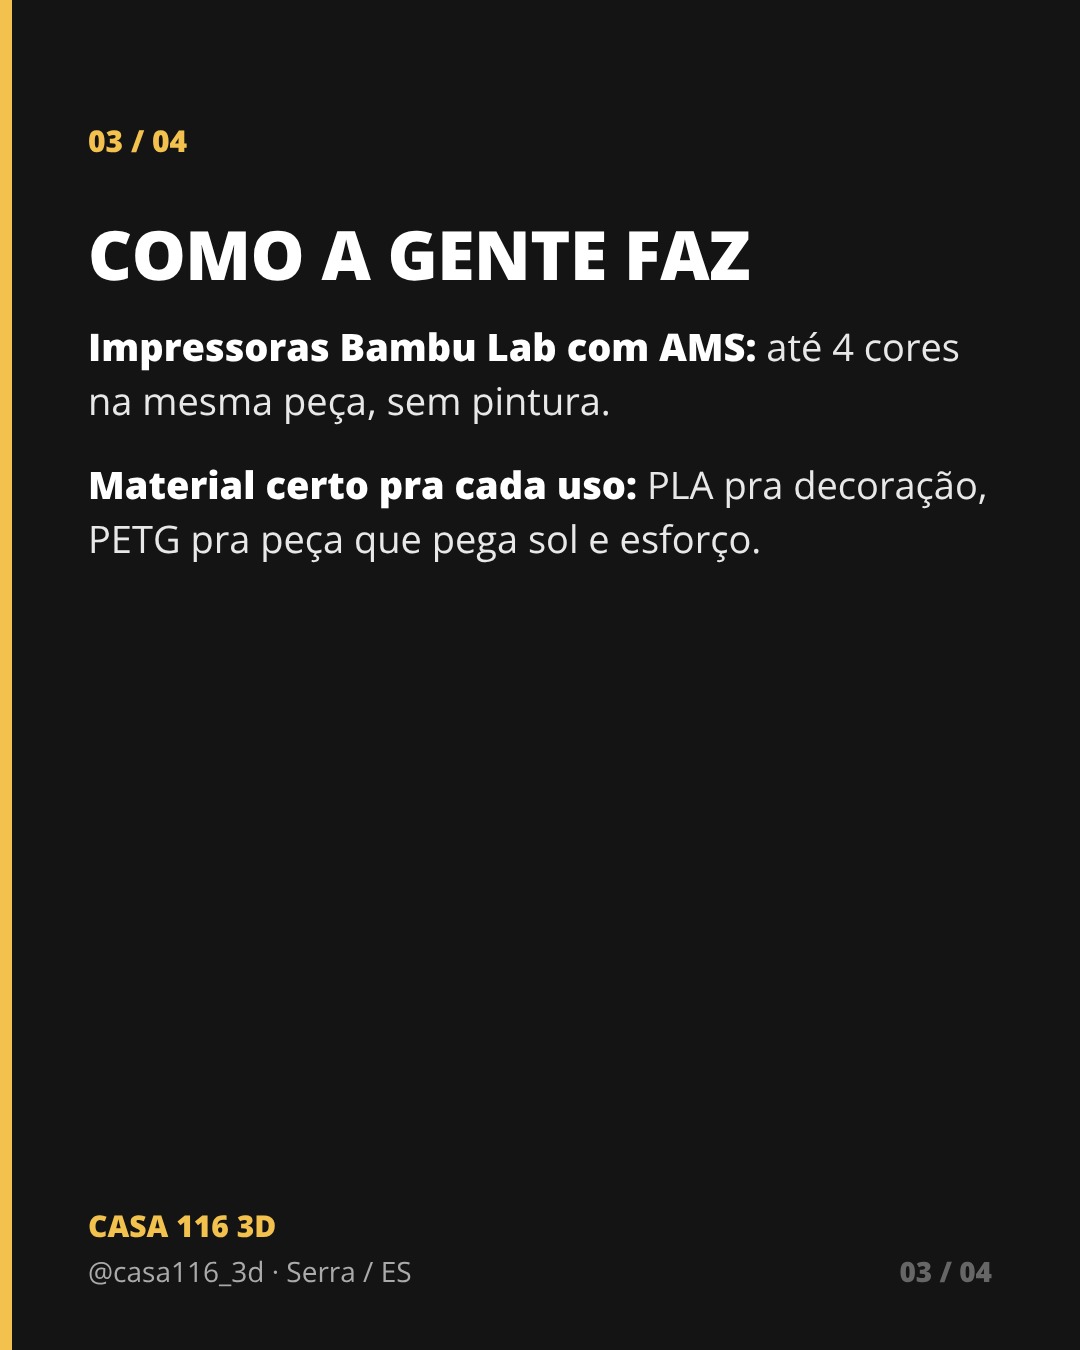 03 / 04
COMO A GENTE FAZ
Impressoras Bambu Lab com AMS: até 4 cores
na mesma peça, sem pintura.
Material certo pra cada uso: PLA pra decoração,
PETG pra peça que pega sol e esforço.
CASA 116 3D
@casa116_3d · Serra / ES
03 / 04